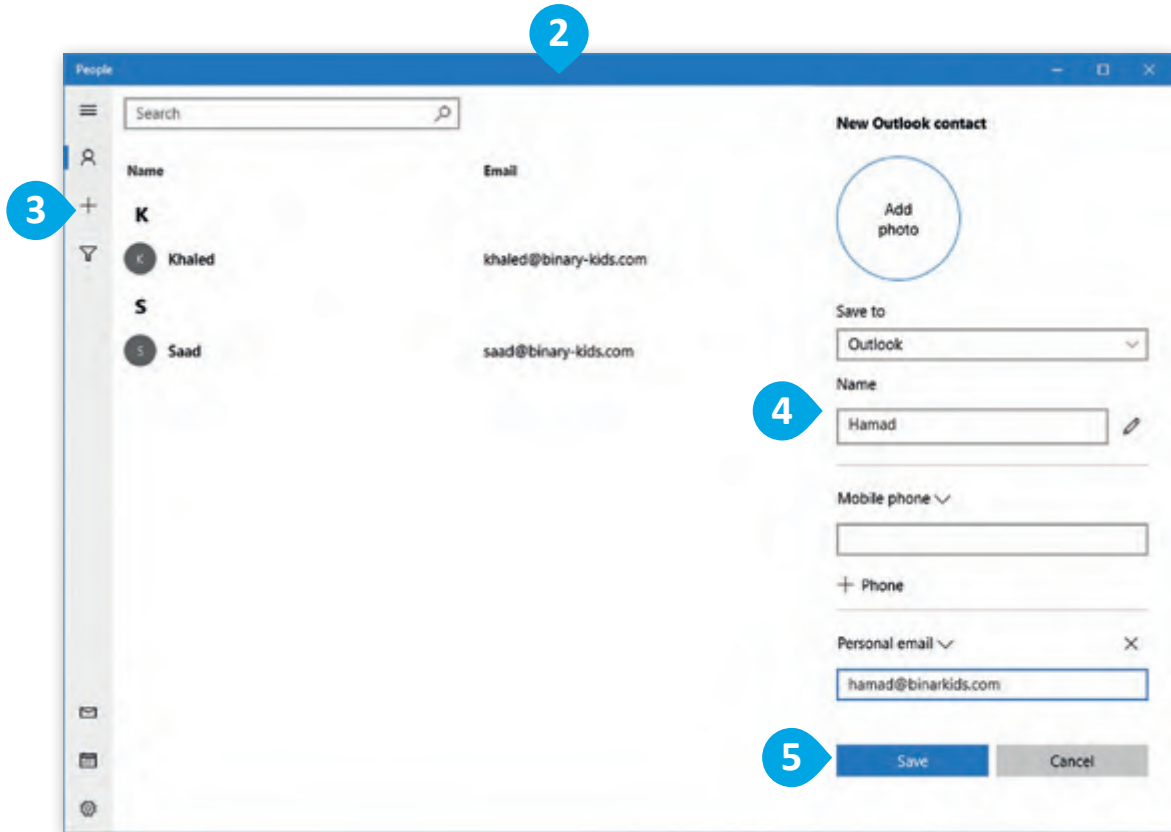 2
People
Search
New Outlook contact
Name Email
Add
photo
3
K
K Khaled khaled@binary-kids.com
S
S Saad saad@binary-kids.com
Save to
Outlook
Name
4
Hamad
Mobile phone
+ Phone
Personal email
hamad@binarkids.com
5
Save Cancel